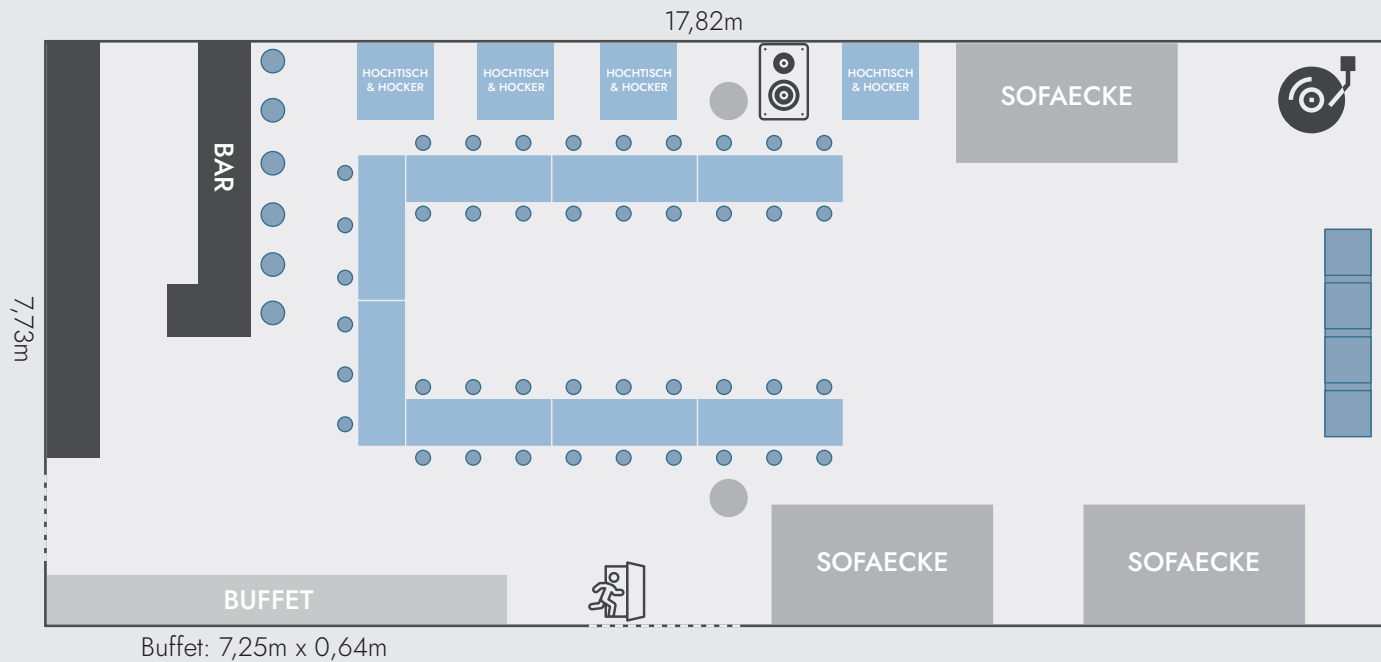 17,82m
HOCHTISCH
& HOCKER
HOCHTISCH
& HOCKER
HOCHTISCH
& HOCKER
HOCHTISCH
& HOCKER
SOFAECKE
BAR
7,73m
SOFAECKE
SOFAECKE
BUFFET
Buffet: 7,25m x 0,64m